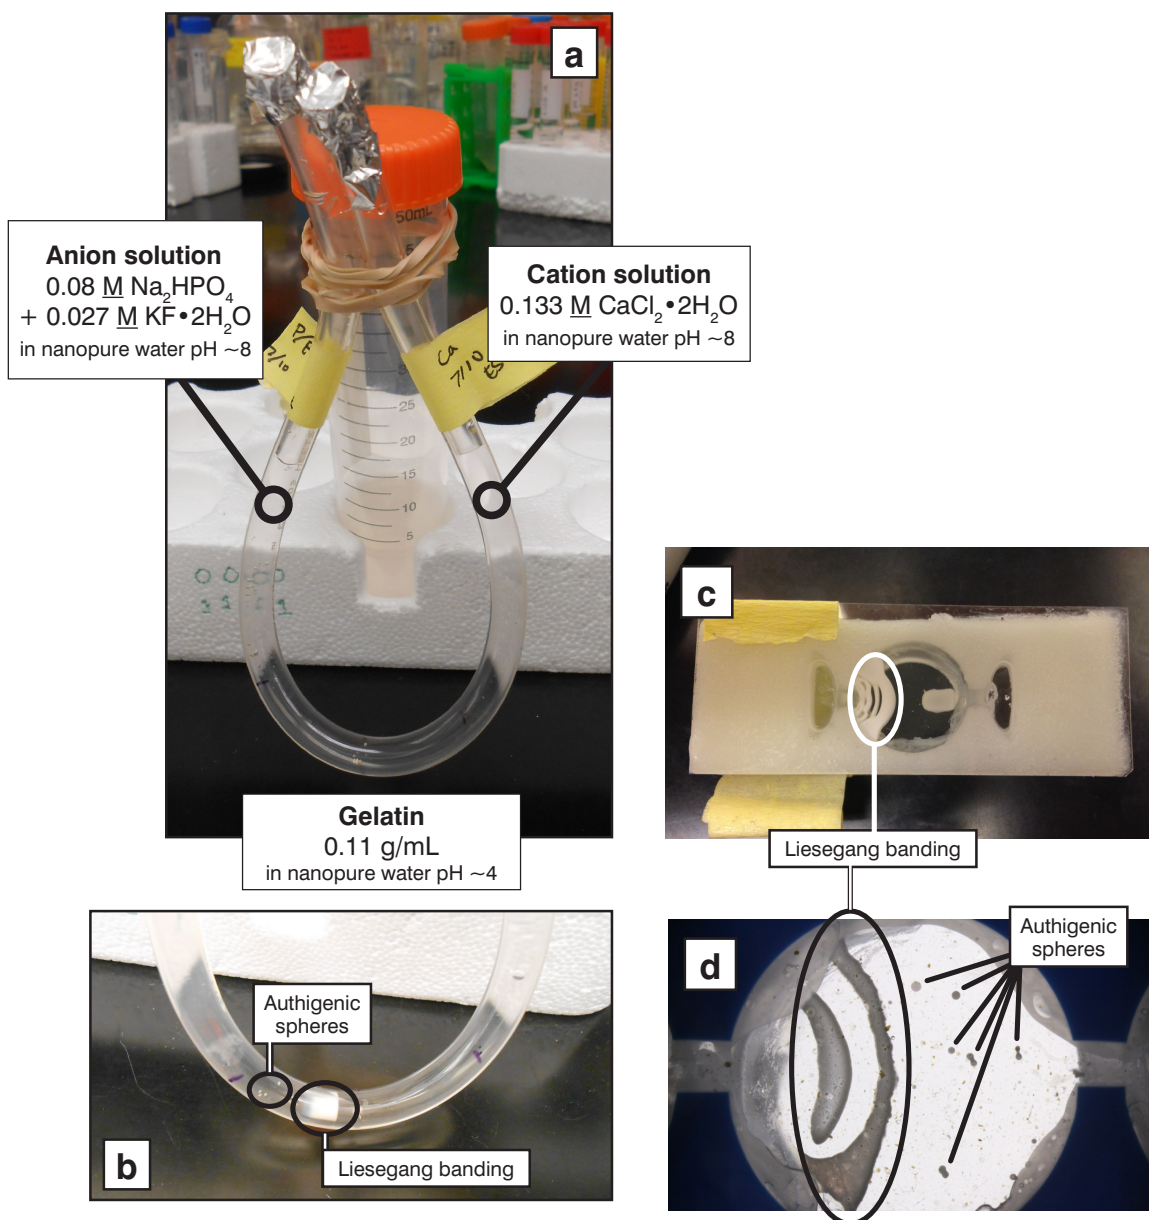 a
50mL
Anion solution
0.08 M Na₂HPO₄
+ 0.027 M KF•2H₂O
in nanopure water pH ~8
Cation solution
0.133 M CaCl₂•2H₂O
in nanopure water pH ~8
Ca
7/10
ES
25
20
15
10
5
Gelatin
0.11 g/mL
in nanopure water pH ~4
c
Liesegang banding
Authigenic
spheres
Liesegang banding
b
d
Authigenic
spheres